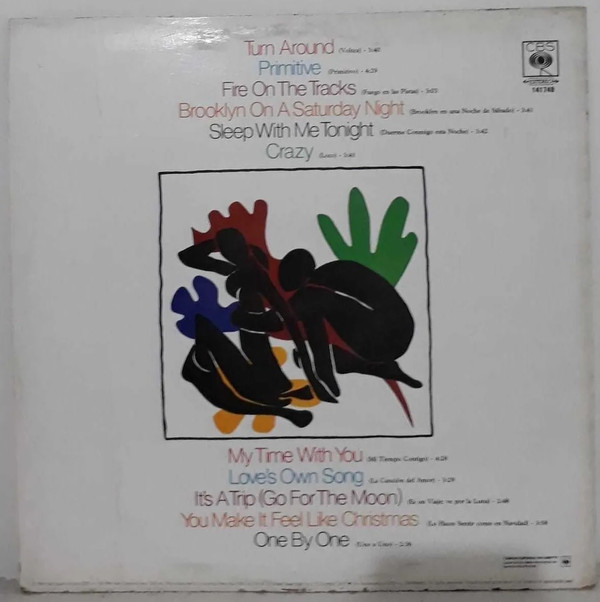 Turn Around (Voltea) - 3:40
CBS
Primitive (Primitivo) - 4:29
ESTEREO
Fire On The Tracks (Fuego en las Pistas) - 3:03
141748
Brooklyn On A Saturday Night (Brooklyn en una Noche de Sábado) - 3:41
Sleep With Me Tonight (Duerme Conmigo esta Noche) - 3:42
Crazy (Loco) - 3:40
My Time With You (Mi Tiempo Contigo) - 4:28
Love's Own Song (La Canción del Amor) - 3:29
It's A Trip (Go For The Moon) (Es un Viaje: ve por la Luna) - 2:48
You Make It Feel Like Christmas (Lo Haces Sentir como en Navidad) - 3:38
One By One (Uno a Uno) - 2:38